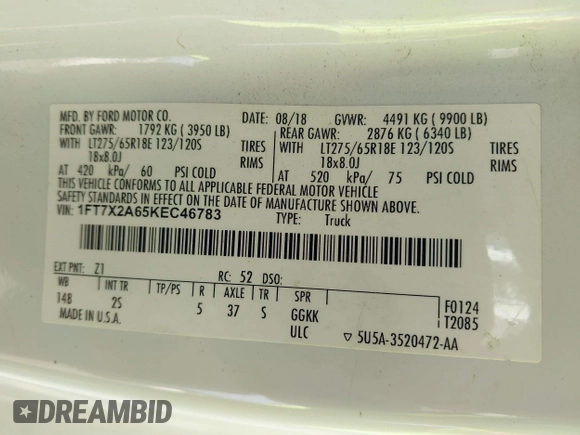 MFD. BY FORD MOTOR CO. DATE: 08/18 GVWR: 4491 KG ( 9900 LB)
FRONT GAWR: 1792 KG ( 3950 LB) REAR GAWR: 2876 KG ( 6340 LB)
WITH LT275/65R18E 123/120S TIRES WITH LT275/65R18E 123/120S TIRES
18x8.0J RIMS 18x8.0J RIMS
AT 420 kPa/ 60 PSI COLD AT 520 kPa/ 75 PSI COLD
THIS VEHICLE CONFORMS TO ALL APPLICABLE FEDERAL MOTOR VEHICLE
SAFETY STANDARDS IN EFFECT ON THE DATE OF MANUFACTURE SHOWN ABOVE.
VIN: 1FT7X2A65KEC46783 TYPE: Truck
EXT PNT: Z1 RC: 52 DSO:
WB INT TR TP/PS R AXLE TR SPR F0124
14B 2S 5 37 S GGKK T2085
MADE IN U.S.A. ULC ▽ 5U5A-3520472-AA
DREAMBID